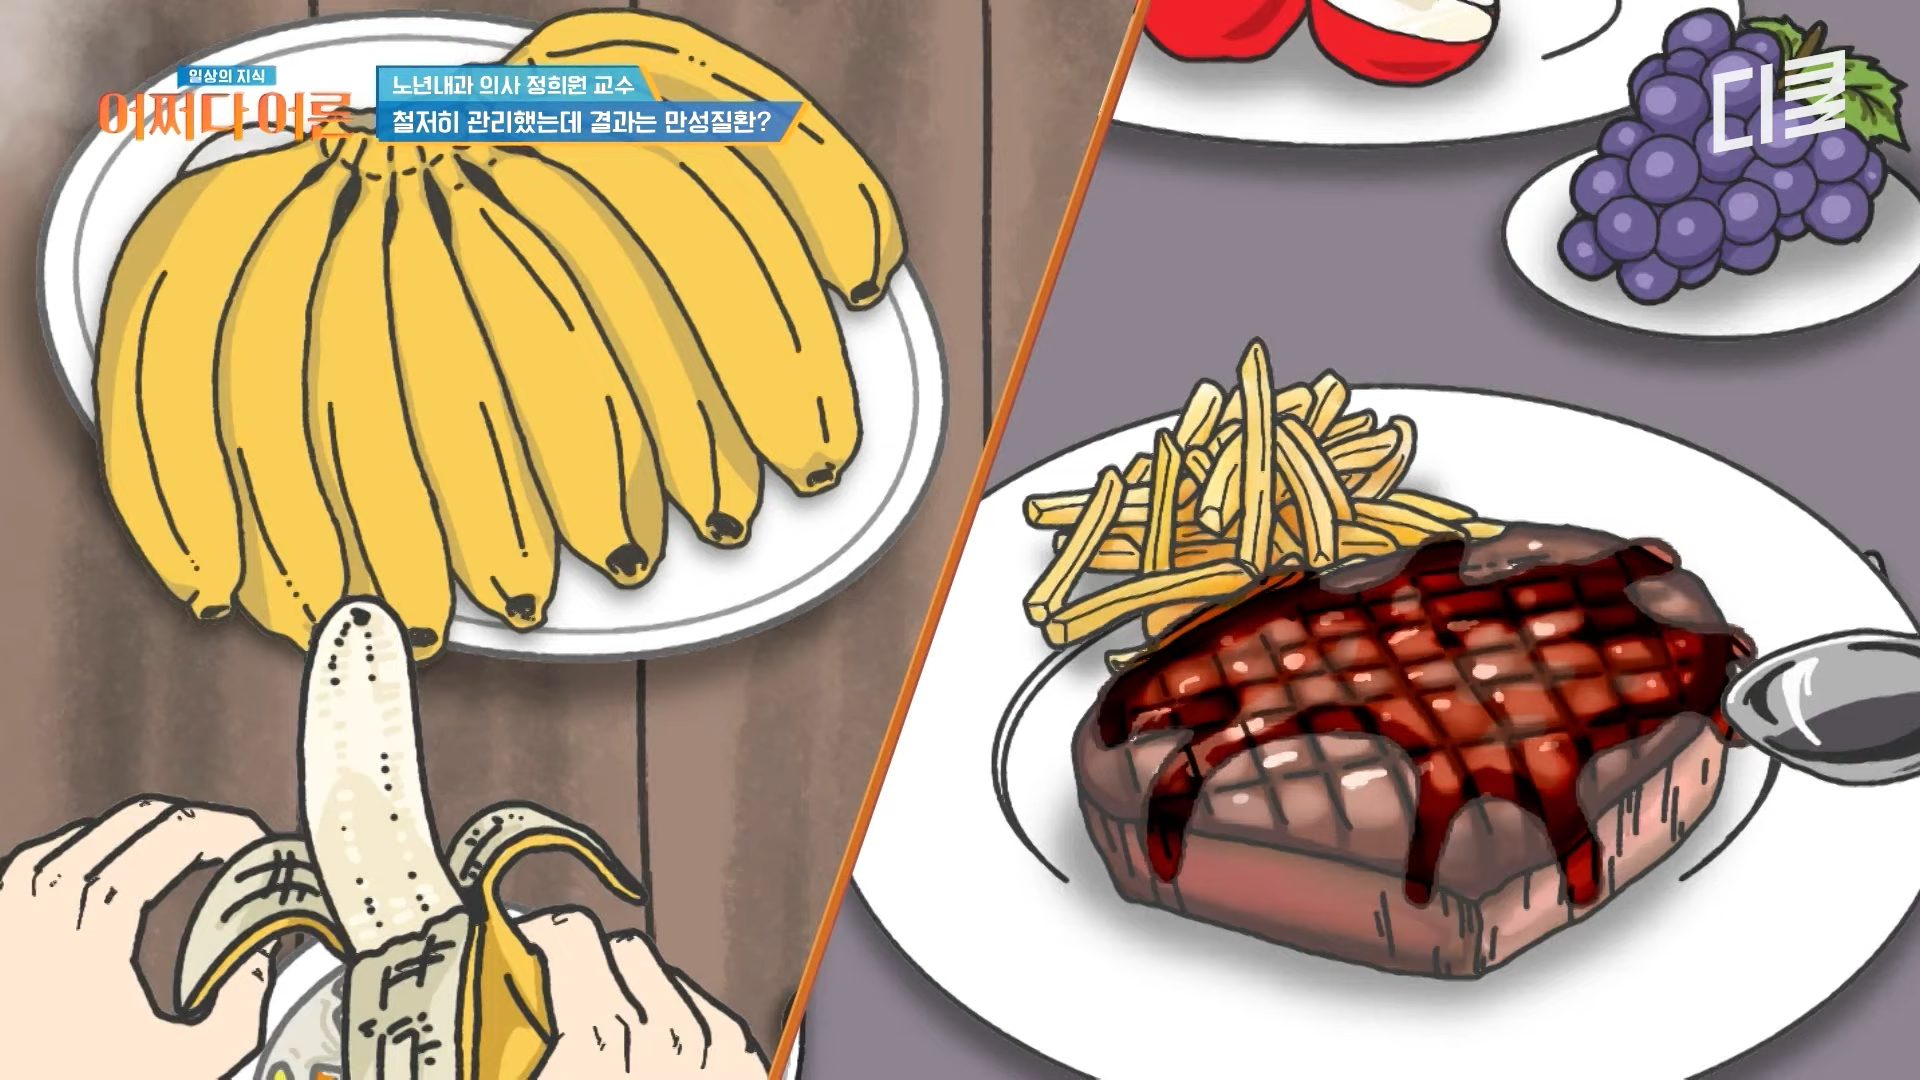 일상의 지식
어쩌다 어른
노년내과 의사 정희원 교수
철저히 관리했는데 결과는 만성질환?
디글